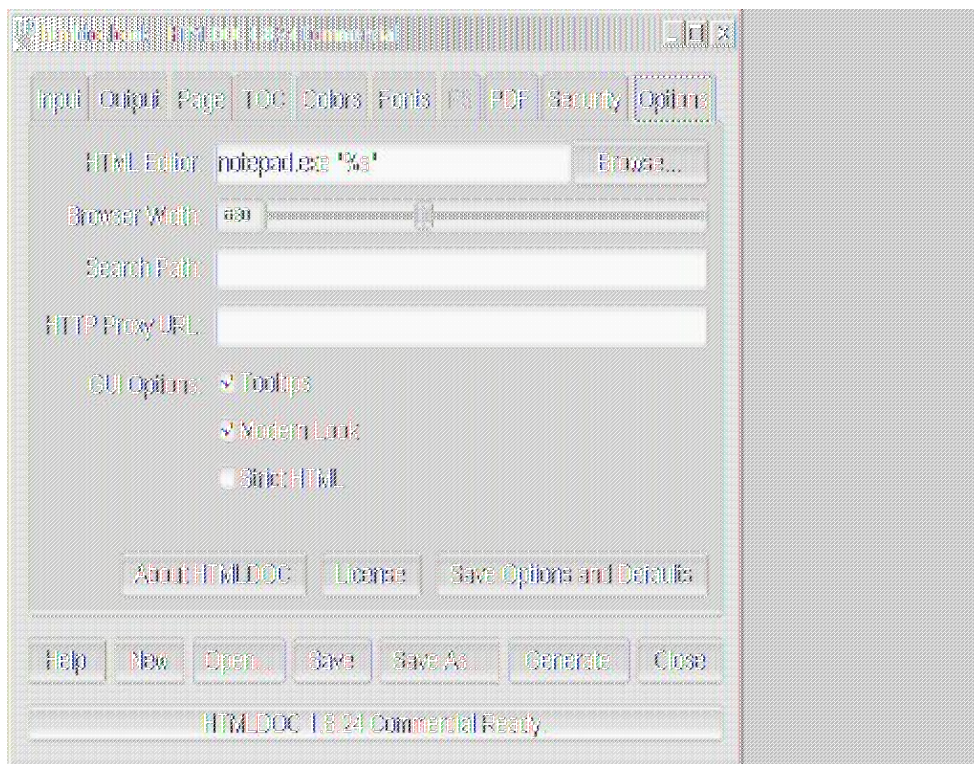 HTMLDOC 1.8.24 Commercial
Input Output Page TOC Colors Fonts PS PDF Security Options
HTML Editor: notepad.exe "%s" Browse...
Browser Width:
Search Path:
HTTP Proxy URL:
GUI Options: Tooltips
Modern Look
Strict HTML
About HTMLDOC License Save Options and Defaults
Help New Open... Save Save As... Generate Close
HTMLDOC 1.8.24 Commercial Ready.